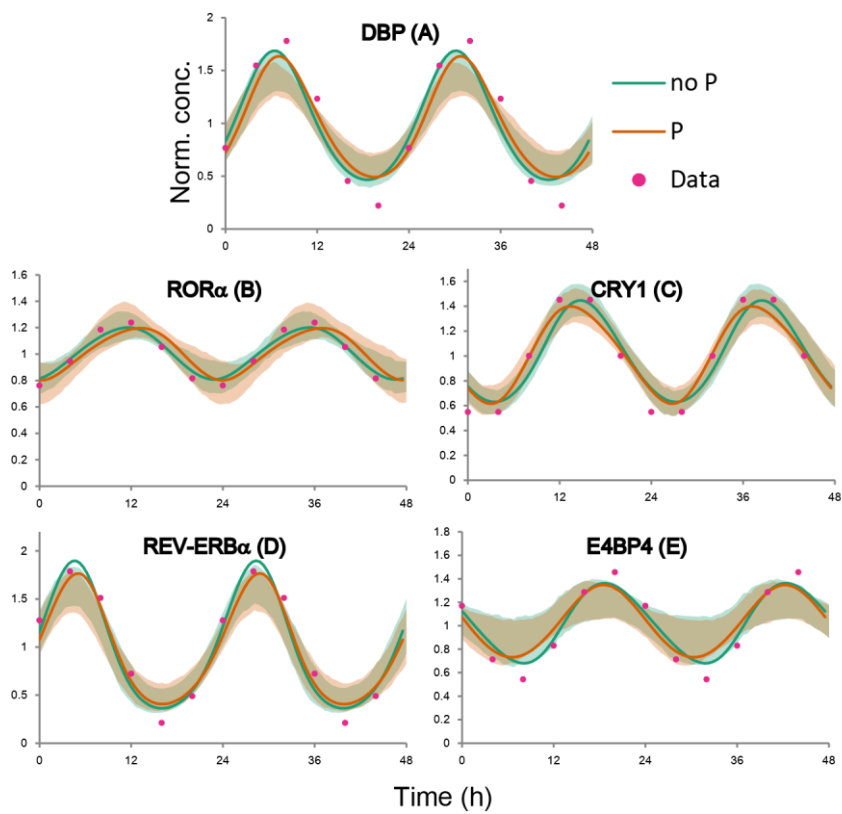 DBP (A)
2
1.5
1
0.5
0
0 12 24 36 48
Norm. conc.
no P
P
Data
RORα (B)
1.6
1.4
1.2
1
0.8
0.6
0.4
0.2
0
0 12 24 36 48
CRY1 (C)
1.6
1.4
1.2
1
0.8
0.6
0.4
0.2
0
0 12 24 36 48
REV-ERBα (D)
2
1.5
1
0.5
0
0 12 24 36 48
E4BP4 (E)
1.8
1.6
1.4
1.2
1
0.8
0.6
0.4
0.2
0
0 12 24 36 48
Time (h)